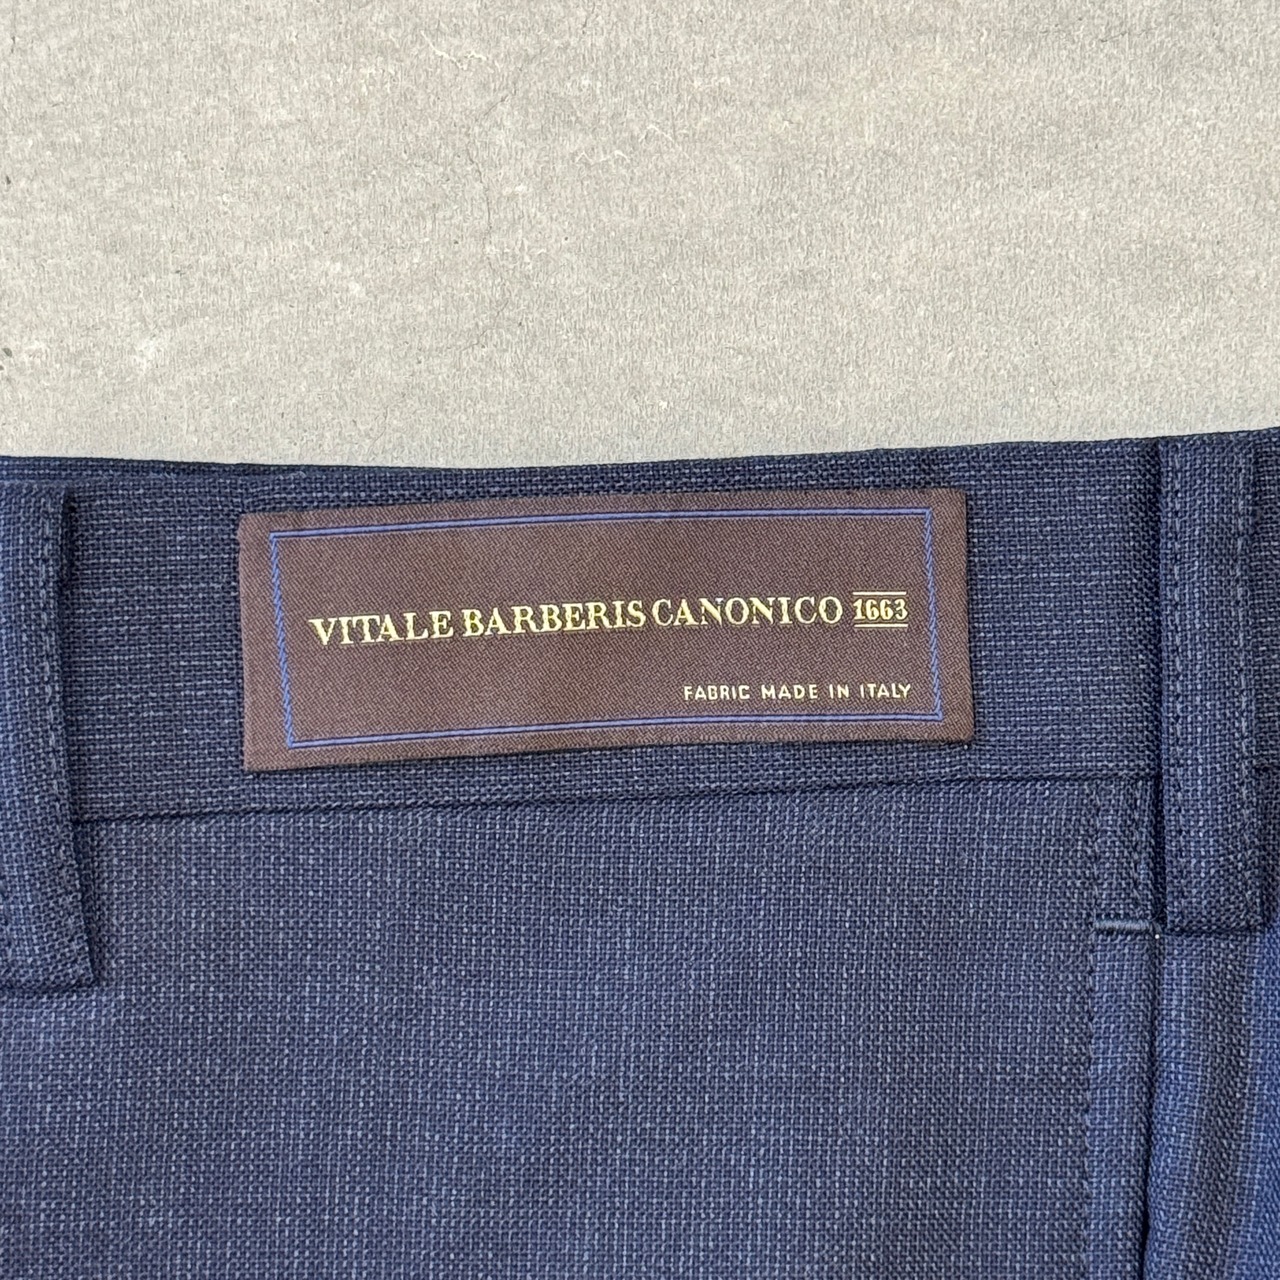 VITALE BARBERIS CANONICO 1663
FABRIC MADE IN ITALY